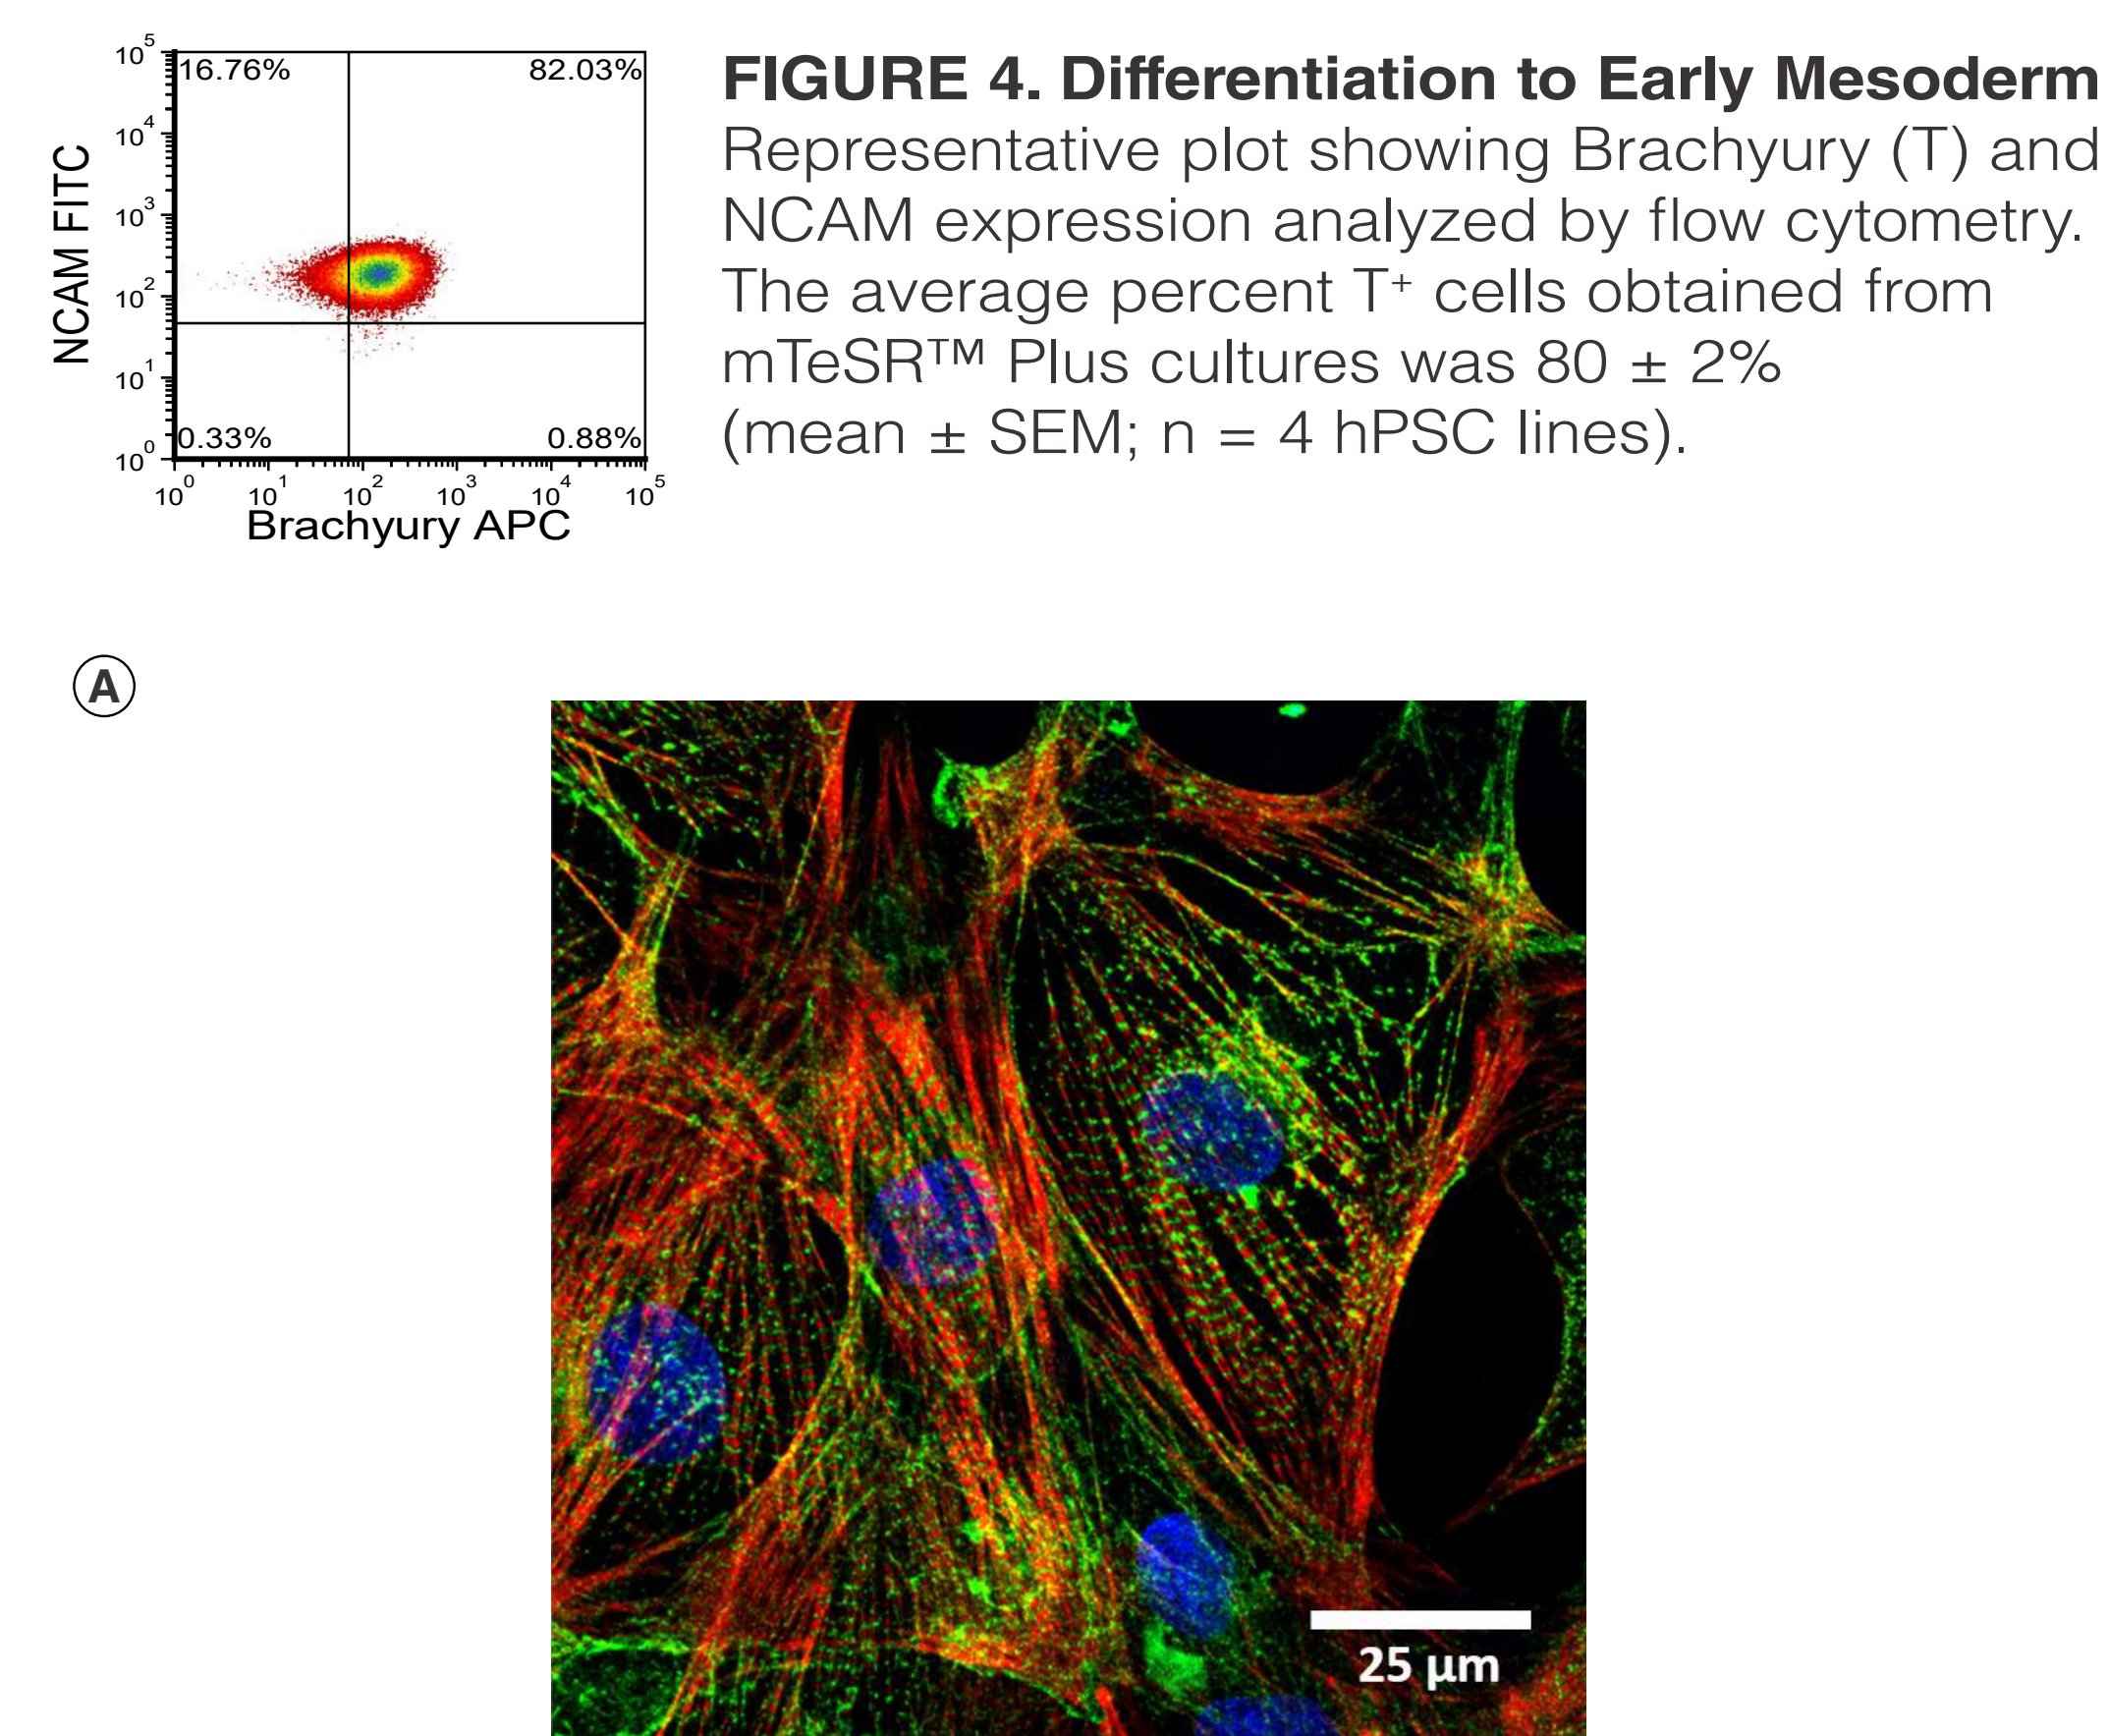 10⁵
16.76%
82.03%
10⁴
10³
10²
10¹
10⁰
0.33%
0.88%
NCAM FITC
10⁰ 10¹ 10² 10³ 10⁴ 10⁵
Brachyury APC
FIGURE 4. Differentiation to Early Mesoderm
Representative plot showing Brachyury (T) and
NCAM expression analyzed by flow cytometry.
The average percent T⁺ cells obtained from
mTeSR™ Plus cultures was 80 ± 2%
(mean ± SEM; n = 4 hPSC lines).
A
25 µm